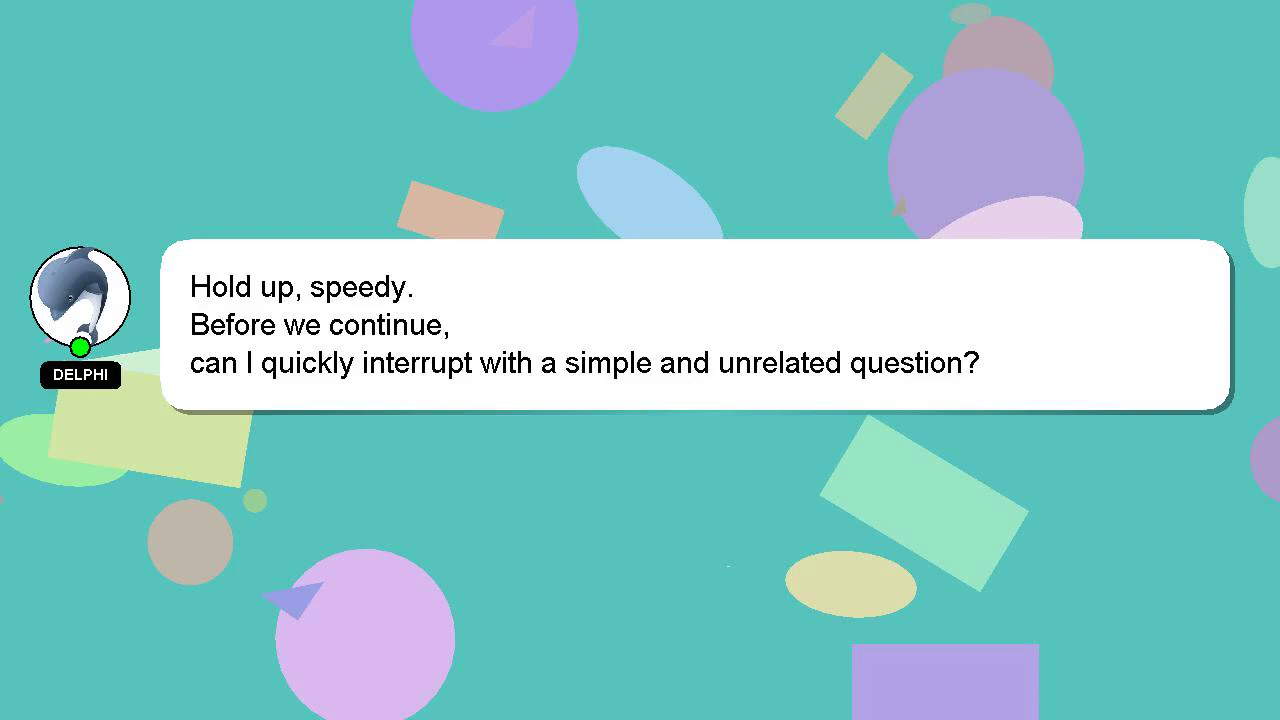 Hold up, speedy.
Before we continue,
can I quickly interrupt with a simple and unrelated question?
DELPHI